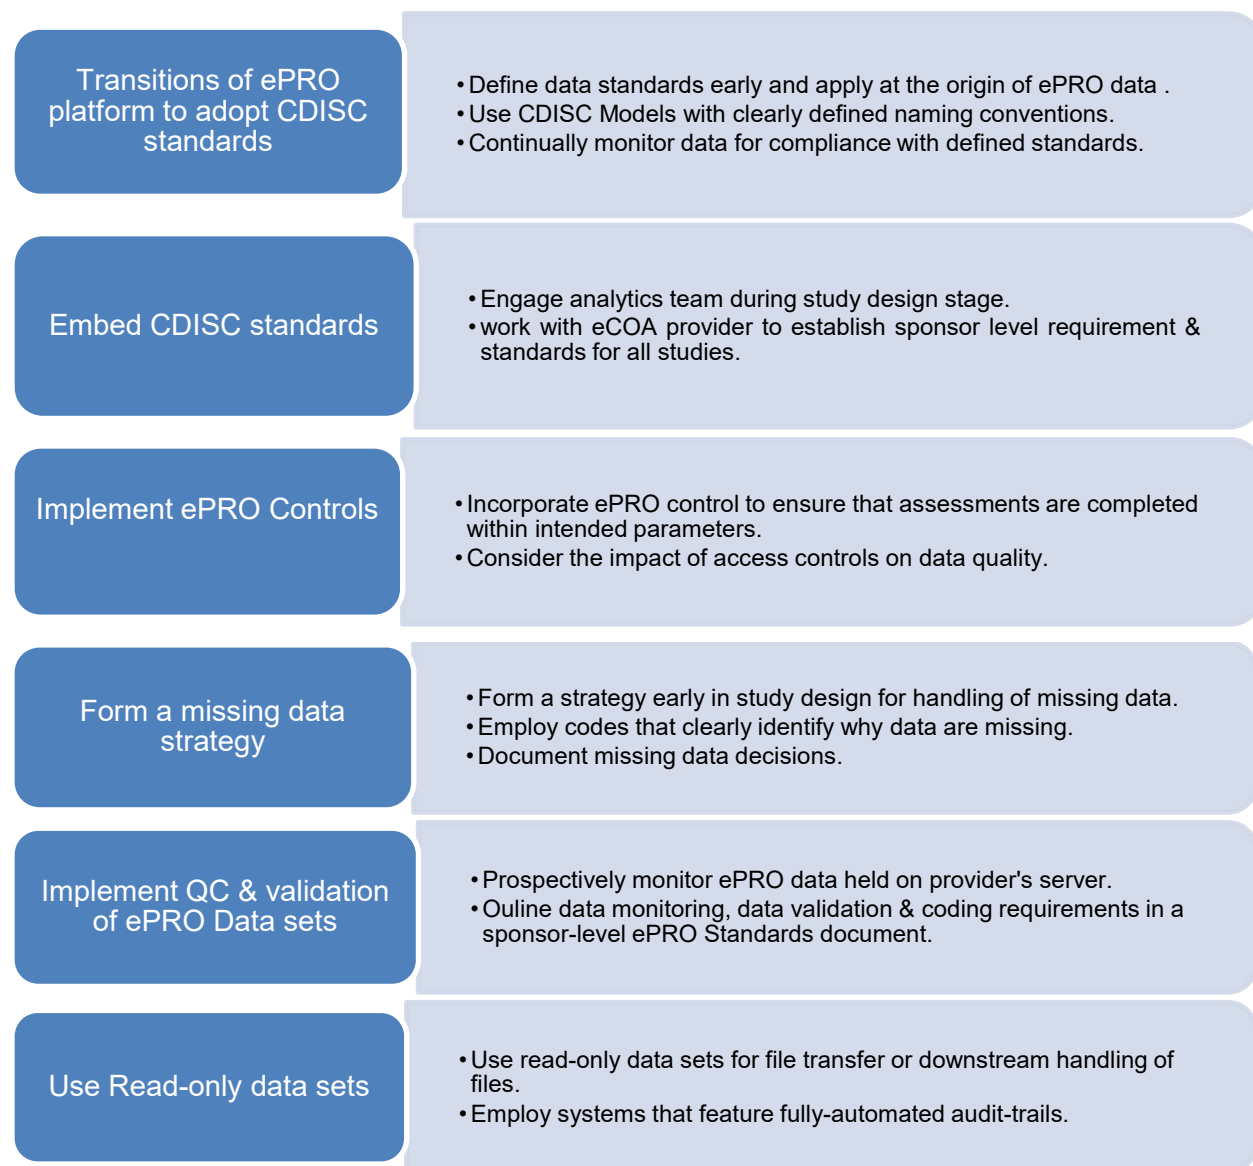 Transitions of ePRO
platform to adopt CDISC
standards
• Define data standards early and apply at the origin of ePRO data .
• Use CDISC Models with clearly defined naming conventions.
• Continually monitor data for compliance with defined standards.
Embed CDISC standards
• Engage analytics team during study design stage.
• work with eCOA provider to establish sponsor level requirement &
standards for all studies.
Implement ePRO Controls
• Incorporate ePRO control to ensure that assessments are completed
within intended parameters.
• Consider the impact of access controls on data quality.
Form a missing data
strategy
• Form a strategy early in study design for handling of missing data.
• Employ codes that clearly identify why data are missing.
• Document missing data decisions.
Implement QC & validation
of ePRO Data sets
• Prospectively monitor ePRO data held on provider's server.
• Ouline data monitoring, data validation & coding requirements in a
sponsor-level ePRO Standards document.
Use Read-only data sets
• Use read-only data sets for file transfer or downstream handling of
files.
• Employ systems that feature fully-automated audit-trails.